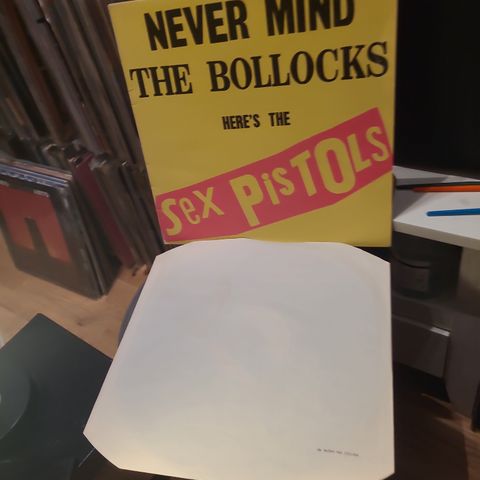 NEVER MIND
THE BOLLOCKS
HERE'S THE
Sex PisTOLs